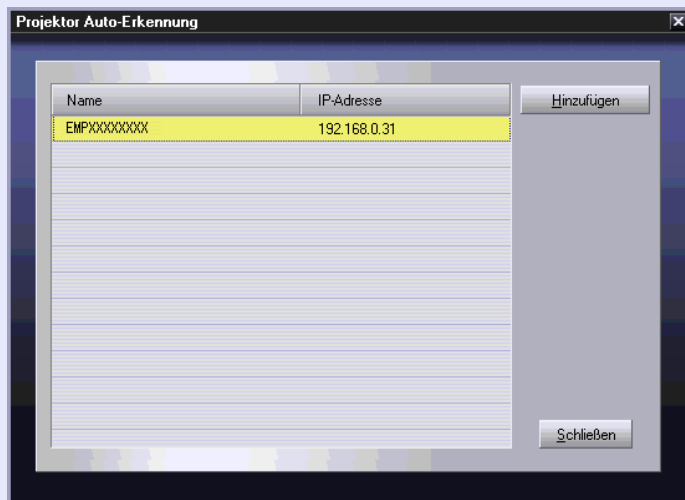 Projektor Auto-Erkennung
Name IP-Adresse Hinzufügen
EMPXXXXXXXX 192.168.0.31
Schließen